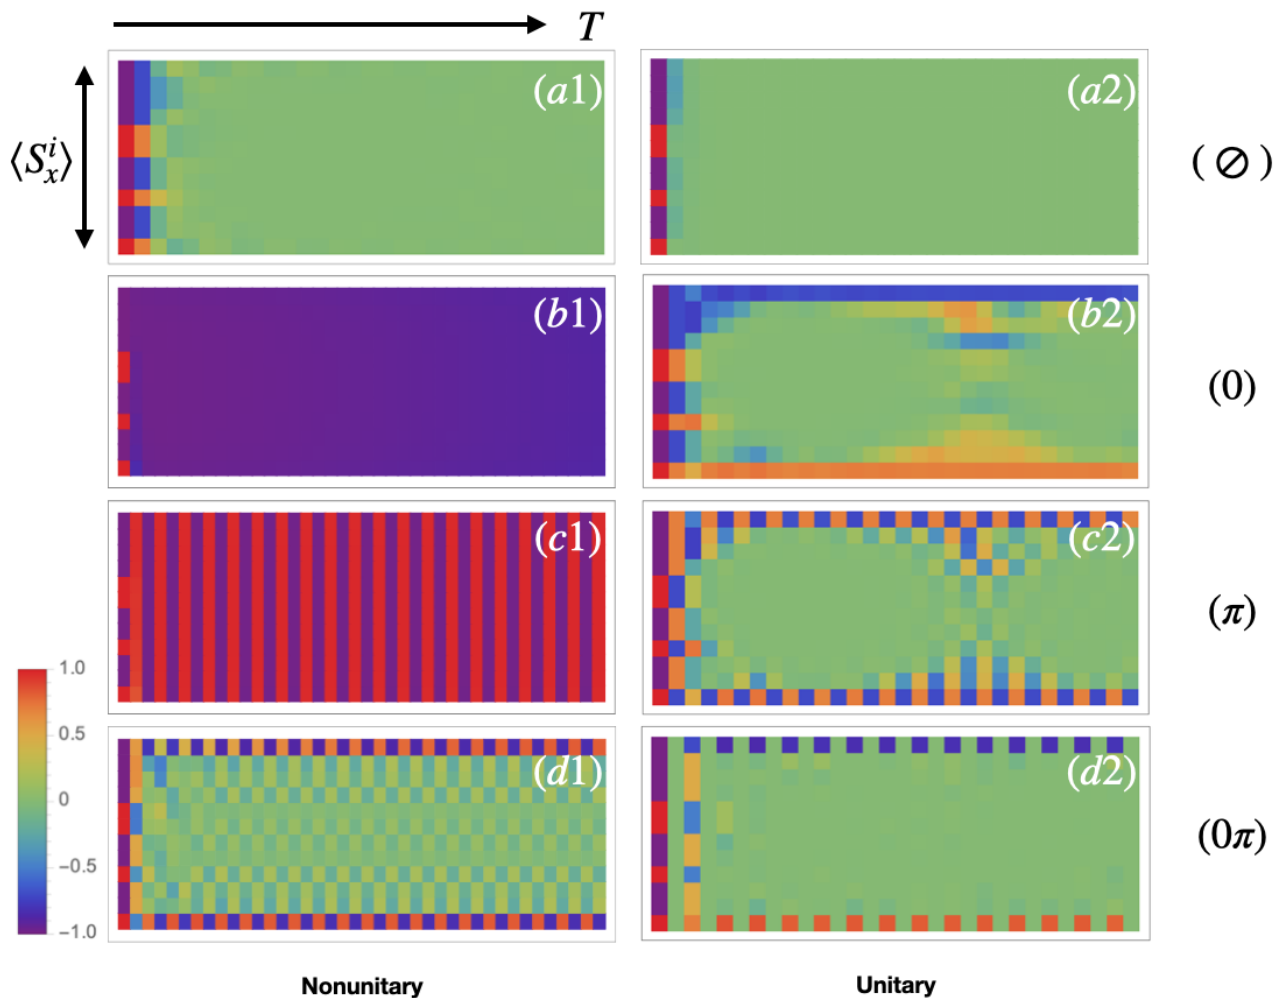 T
(a1)
(a2)
⟨S_x^i⟩
(∅)
(b1)
(b2)
(0)
(c1)
(c2)
(π)
1.0
0.5
0
−0.5
−1.0
(d1)
(d2)
(0π)
Nonunitary
Unitary